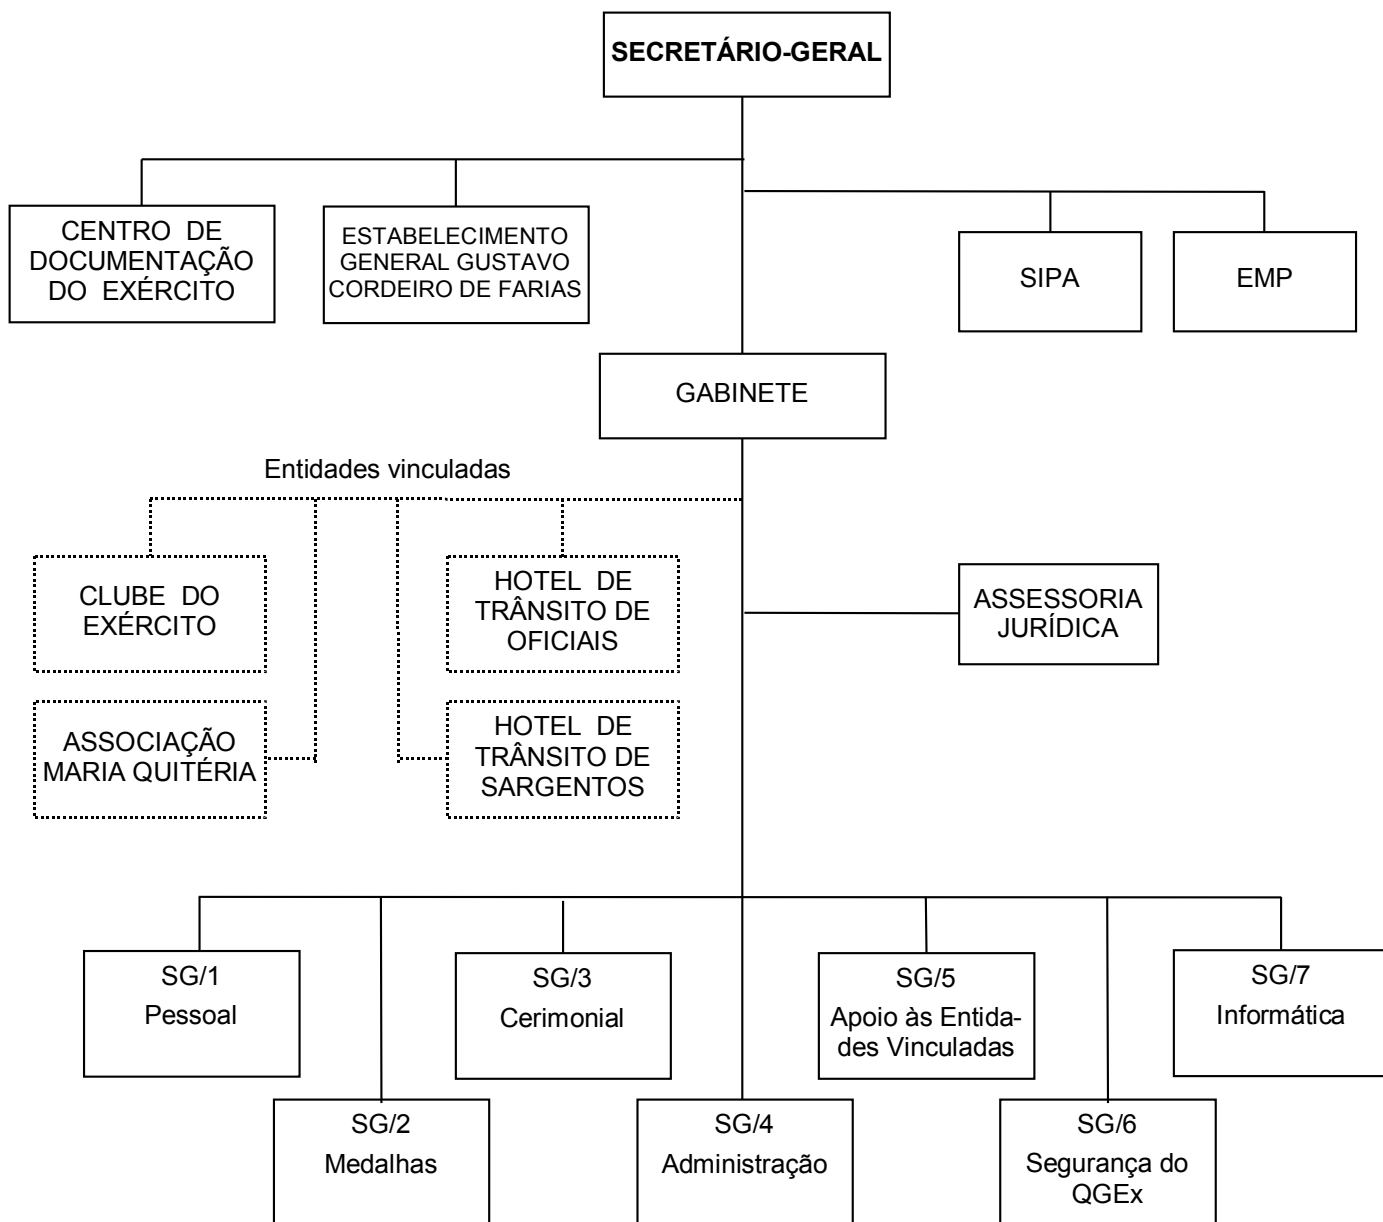 SECRETÁRIO-GERAL
CENTRO DE
DOCUMENTAÇÃO
DO EXÉRCITO
ESTABELECIMENTO
GENERAL GUSTAVO
CORDEIRO DE FARIAS
SIPA
EMP
GABINETE
Entidades vinculadas
CLUBE DO
EXÉRCITO
HOTEL DE
TRÂNSITO DE
OFICIAIS
ASSESSORIA
JURÍDICA
ASSOCIAÇÃO
MARIA QUITÉRIA
HOTEL DE
TRÂNSITO DE
SARGENTOS
SG/1
Pessoal
SG/3
Cerimonial
SG/5
Apoio às Entida-
des Vinculadas
SG/7
Informática
SG/2
Medalhas
SG/4
Administração
SG/6
Segurança do
QGEx